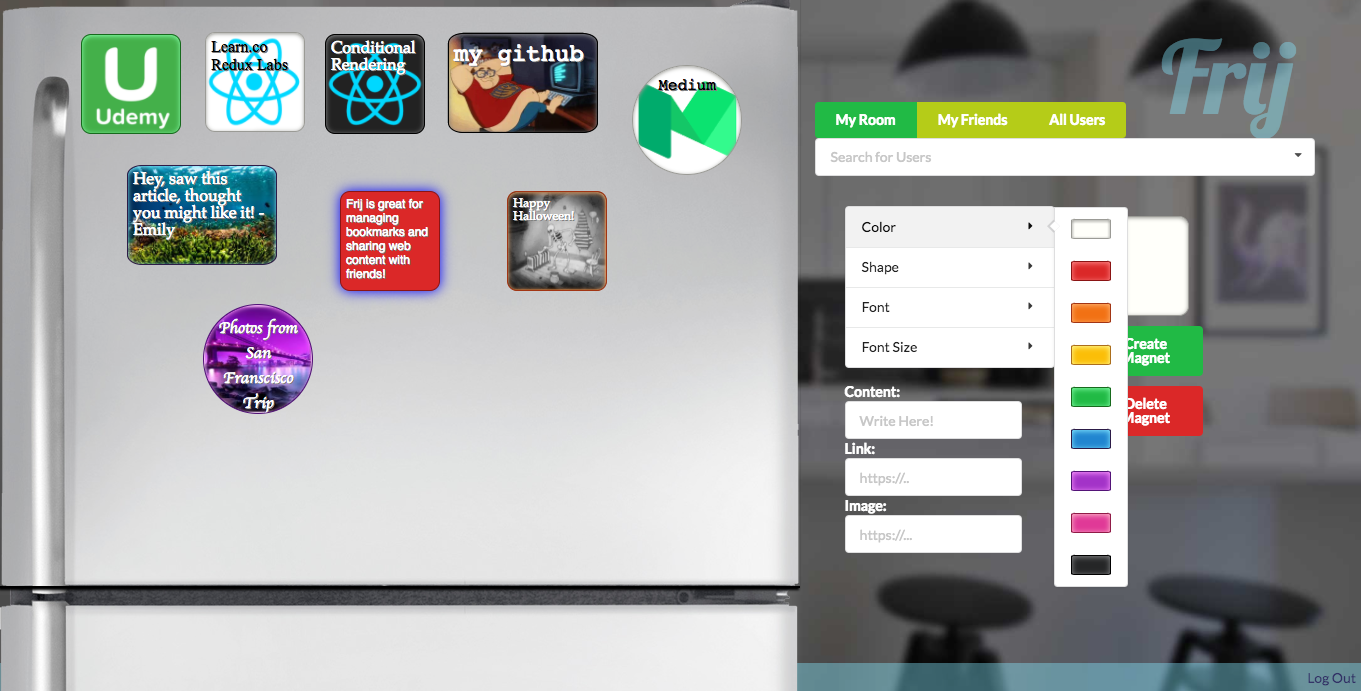 Udemy
Learn.co
Redux Labs
Conditional
Rendering
my github
Medium
Hey, saw this
article, thought
you might like it! -
Emily
Frij is great for
managing
bookmarks and
sharing web
content with
friends!
Happy
Halloween!
Photos from
San
Franscisco
Trip
Frij
My Room
My Friends
All Users
Search for Users
Color
Shape
Font
Font Size
Create
Magnet
Delete
Magnet
Content:
Write Here!
Link:
https://..
Image:
https://...
Log Out